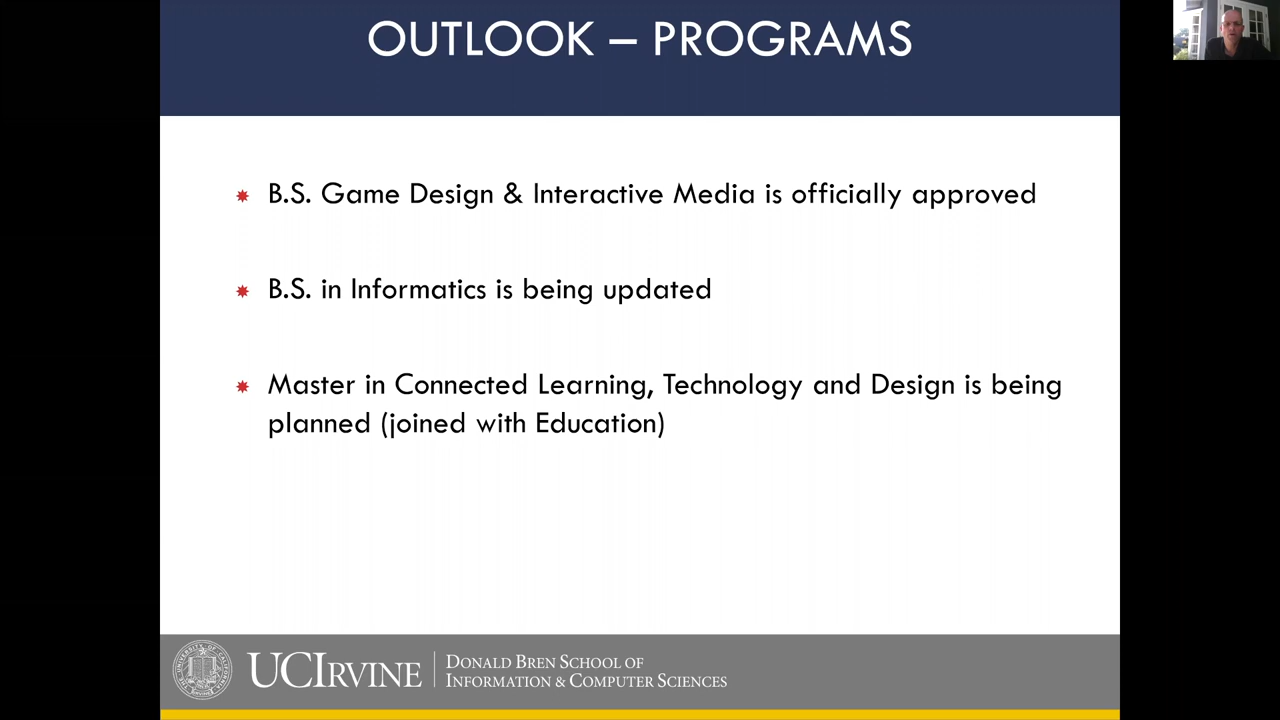 OUTLOOK – PROGRAMS
B.S. Game Design & Interactive Media is officially approved
B.S. in Informatics is being updated
Master in Connected Learning, Technology and Design is being
planned (joined with Education)
UCIRVINE
DONALD BREN SCHOOL OF
INFORMATION & COMPUTER SCIENCES